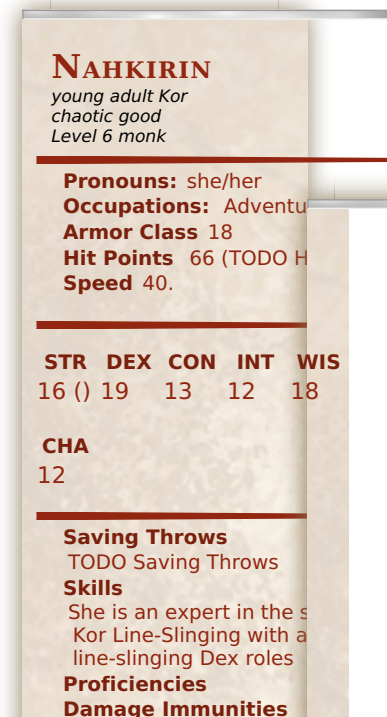 NAHKIRIN
young adult Kor
chaotic good
Level 6 monk
Pronouns: she/her
Occupations: Adventu
Armor Class 18
Hit Points 66 (TODO H
Speed 40.
STR DEX CON INT WIS
16 () 19 13 12 18
CHA
12
Saving Throws
TODO Saving Throws
Skills
She is an expert in the s
Kor Line-Slinging with a
line-slinging Dex roles
Proficiencies
Damage Immunities